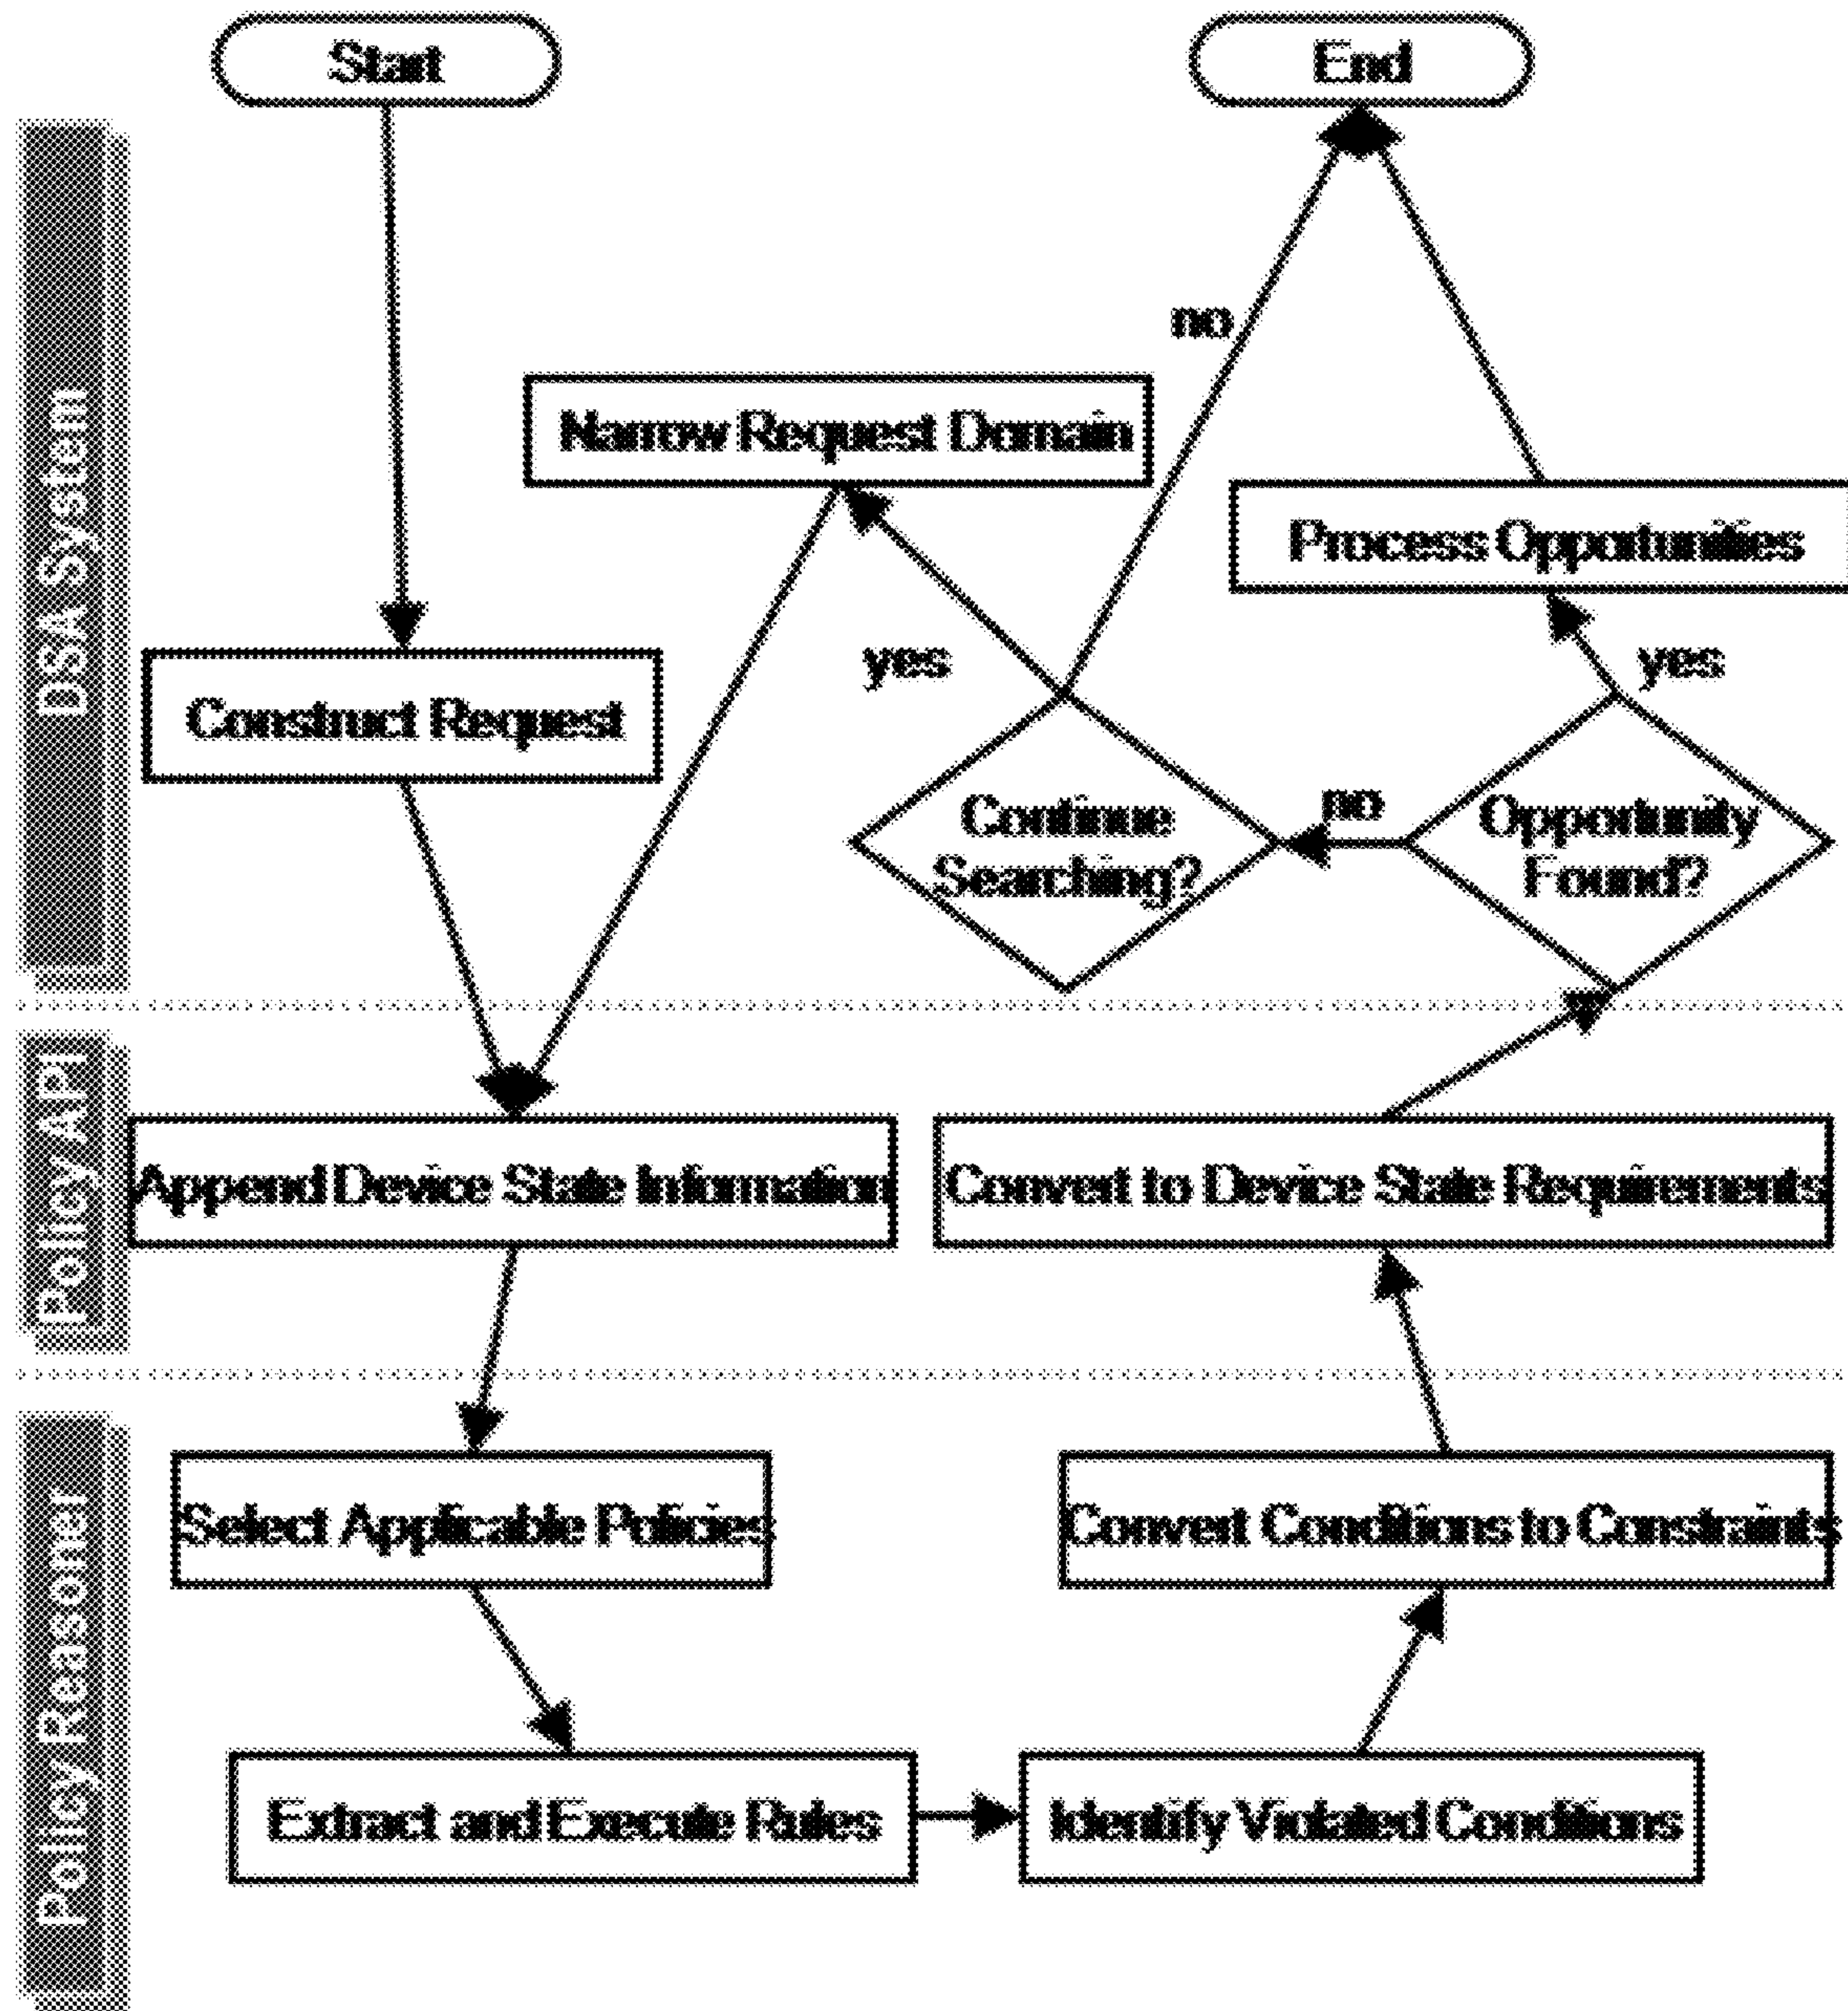 Start
End
DSA System
no
Narrow Request Domain
Process Opportunities
yes
yes
Construct Request
Continue
Searching?
no
Opportunity
Found?
Policy API
Append Device State Information
Convert to Device State Requirements
Policy Reasoner
Select Applicable Policies
Convert Conditions to Constraints
Extract and Execute Rules
Identify Violated Conditions